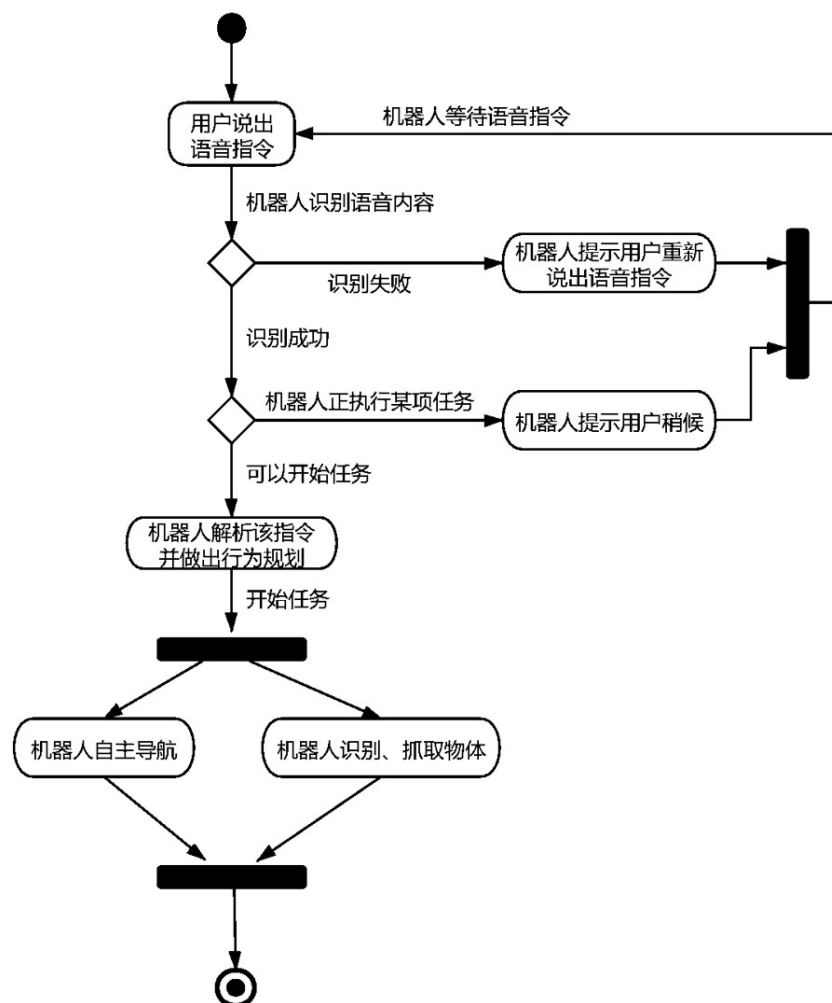 用户说出
语音指令
机器人等待语音指令
机器人识别语音内容
机器人提示用户重新
说出语音指令
识别失败
识别成功
机器人正执行某项任务
机器人提示用户稍候
可以开始任务
机器人解析该指令
并做出行为规划
开始任务
机器人自主导航
机器人识别、抓取物体